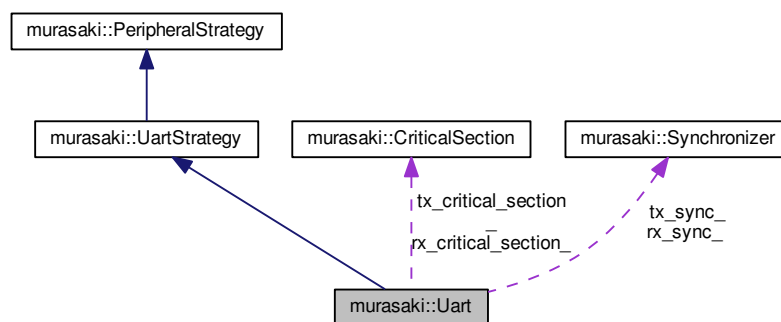 murasaki::PeripheralStrategy
murasaki::UartStrategy
murasaki::CriticalSection
murasaki::Synchronizer
tx_critical_section
_
rx_critical_section_
tx_sync_
rx_sync_
murasaki::Uart